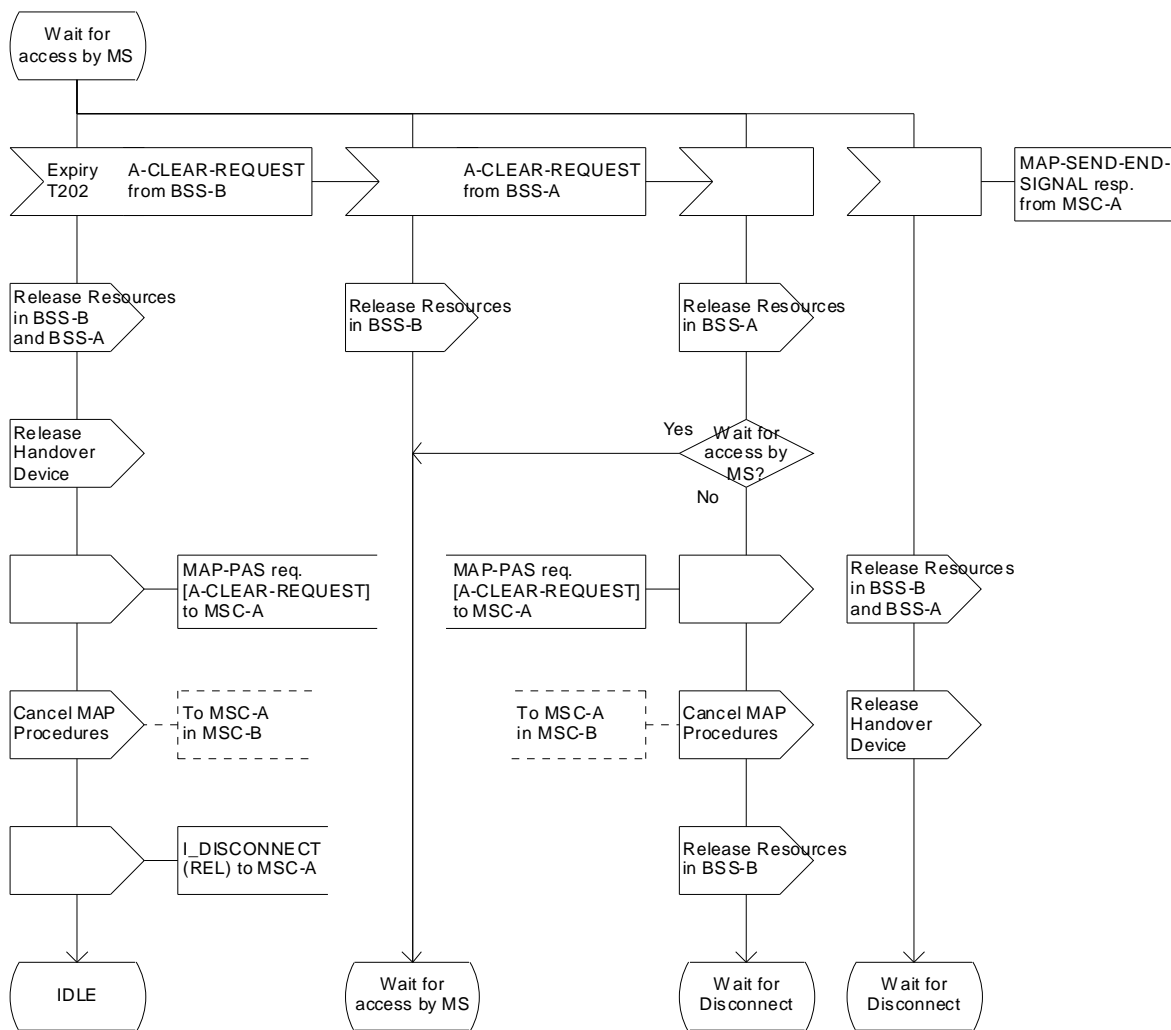 Wait for
access by MS
Expiry
T202
A-CLEAR-REQUEST
from BSS-B
A-CLEAR-REQUEST
from BSS-A
MAP-SEND-END-
SIGNAL resp.
from MSC-A
Release Resources
in BSS-B
and BSS-A
Release Resources
in BSS-B
Release Resources
in BSS-A
Release
Handover
Device
Yes
Wait for
access by
MS?
No
MAP-PAS req.
[A-CLEAR-REQUEST]
to MSC-A
MAP-PAS req.
[A-CLEAR-REQUEST]
to MSC-A
Release Resources
in BSS-B
and BSS-A
Cancel MAP
Procedures
To MSC-A
in MSC-B
To MSC-A
in MSC-B
Cancel MAP
Procedures
Release
Handover
Device
I_DISCONNECT
(REL) to MSC-A
Release Resources
in BSS-B
IDLE
Wait for
access by MS
Wait for
Disconnect
Wait for
Disconnect